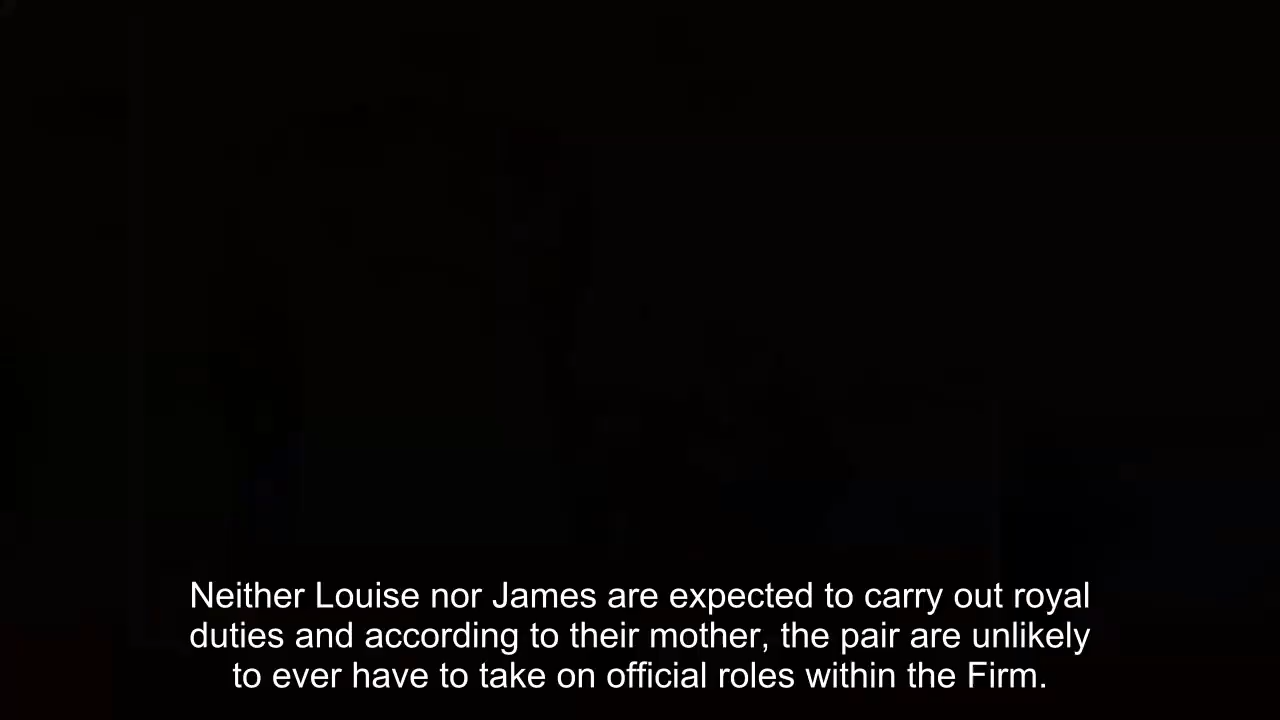 Neither Louise nor James are expected to carry out royal
duties and according to their mother, the pair are unlikely
to ever have to take on official roles within the Firm.